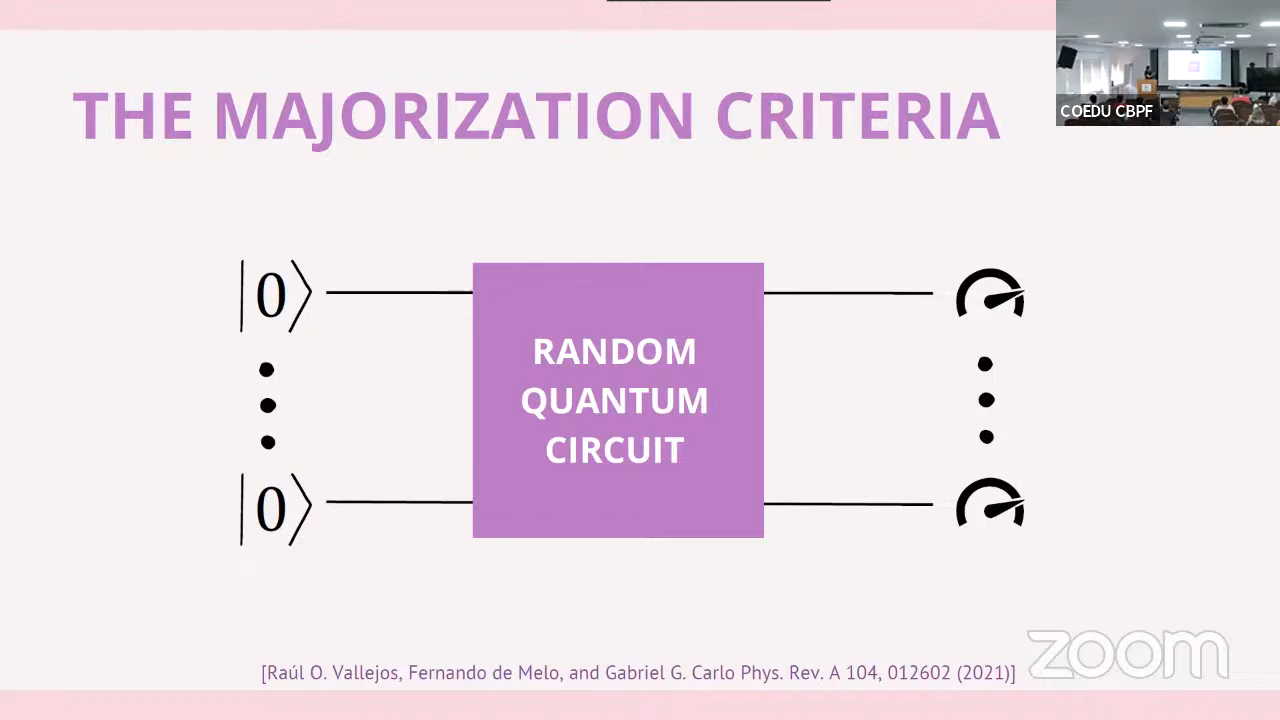 THE MAJORIZATION CRITERIA
COEDU CBPF
|0⟩
RANDOM
QUANTUM
CIRCUIT
|0⟩
[Raúl O. Vallejos, Fernando de Melo, and Gabriel G. Carlo Phys. Rev. A 104, 012602 (2021)]
zoom